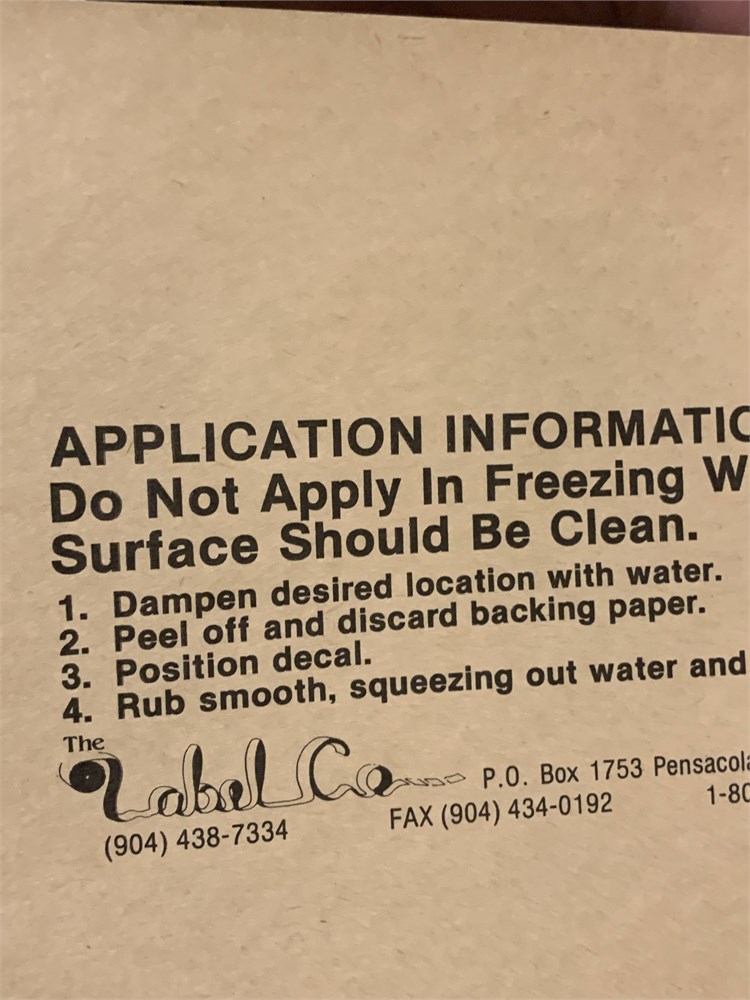 APPLICATION INFORMATIO
Do Not Apply In Freezing W
Surface Should Be Clean.
1. Dampen desired location with water.
2. Peel off and discard backing paper.
3. Position decal.
4. Rub smooth, squeezing out water and
The
Label Co P.O. Box 1753 Pensacola
(904) 438-7334 FAX (904) 434-0192 1-80